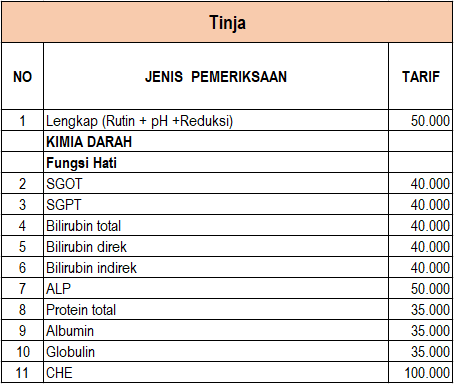 Tinja
NO JENIS PEMERIKSAAN TARIF
1 Lengkap (Rutin + pH +Reduksi) 50.000
KIMIA DARAH
Fungsi Hati
2 SGOT 40.000
3 SGPT 40.000
4 Bilirubin total 40.000
5 Bilirubin direk 40.000
6 Bilirubin indirek 40.000
7 ALP 50.000
8 Protein total 35.000
9 Albumin 35.000
10 Globulin 35.000
11 CHE 100.000